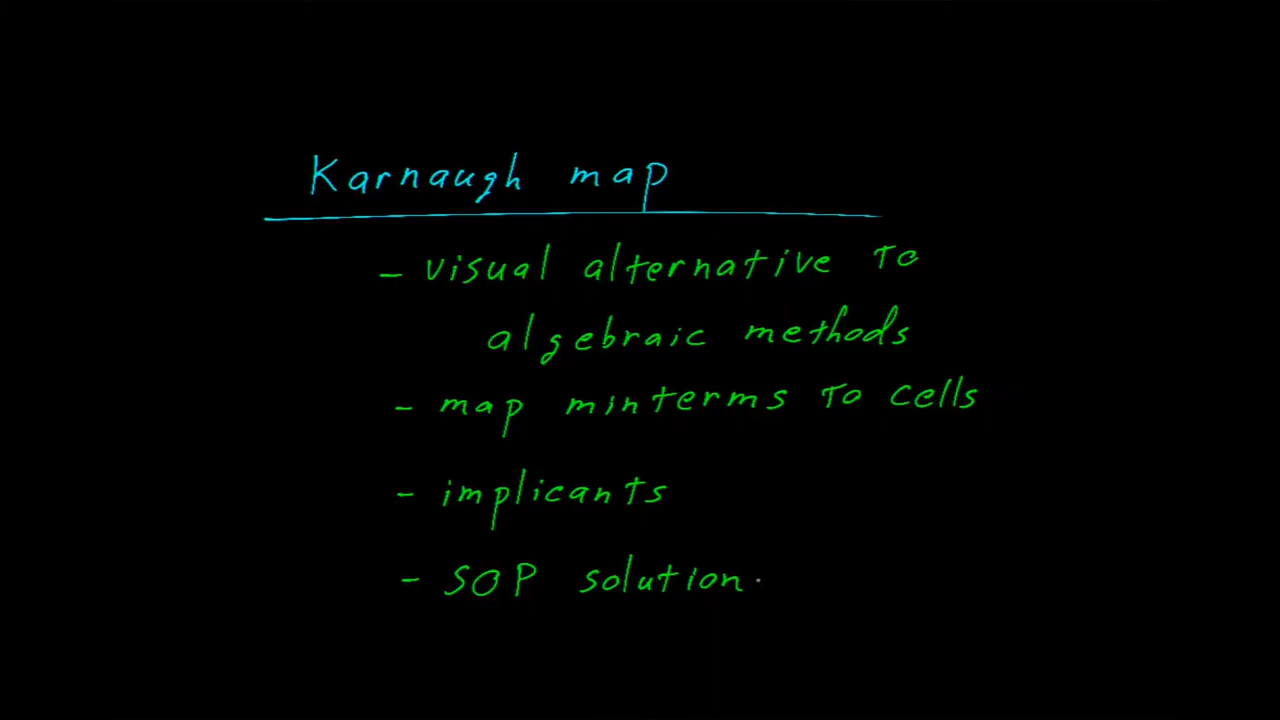 Karnaugh map
- visual alternative to
algebraic methods
- map minterms to cells
- implicants
- SOP solution